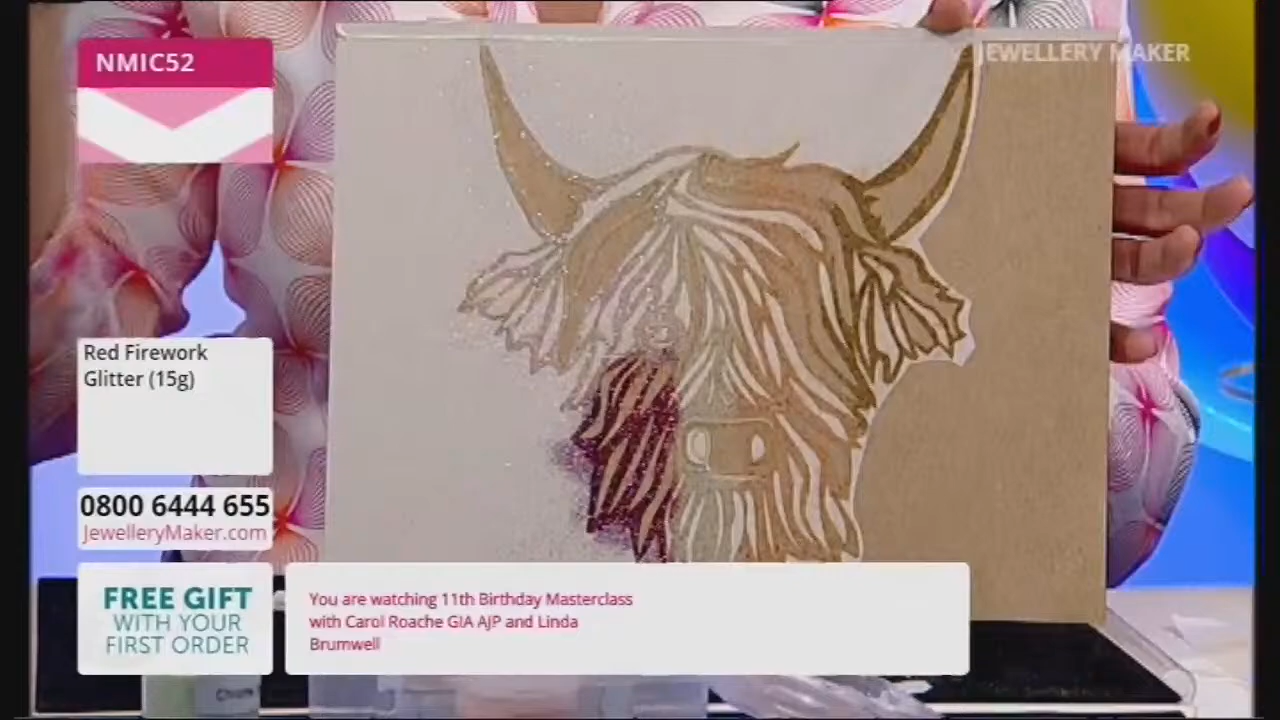 NMIC52
JEWELLERY MAKER
Red Firework
Glitter (15g)
0800 6444 655
JewelleryMaker.com
FREE GIFT
WITH YOUR
FIRST ORDER
You are watching 11th Birthday Masterclass
with Carol Roache GIA AJP and Linda
Brumwell